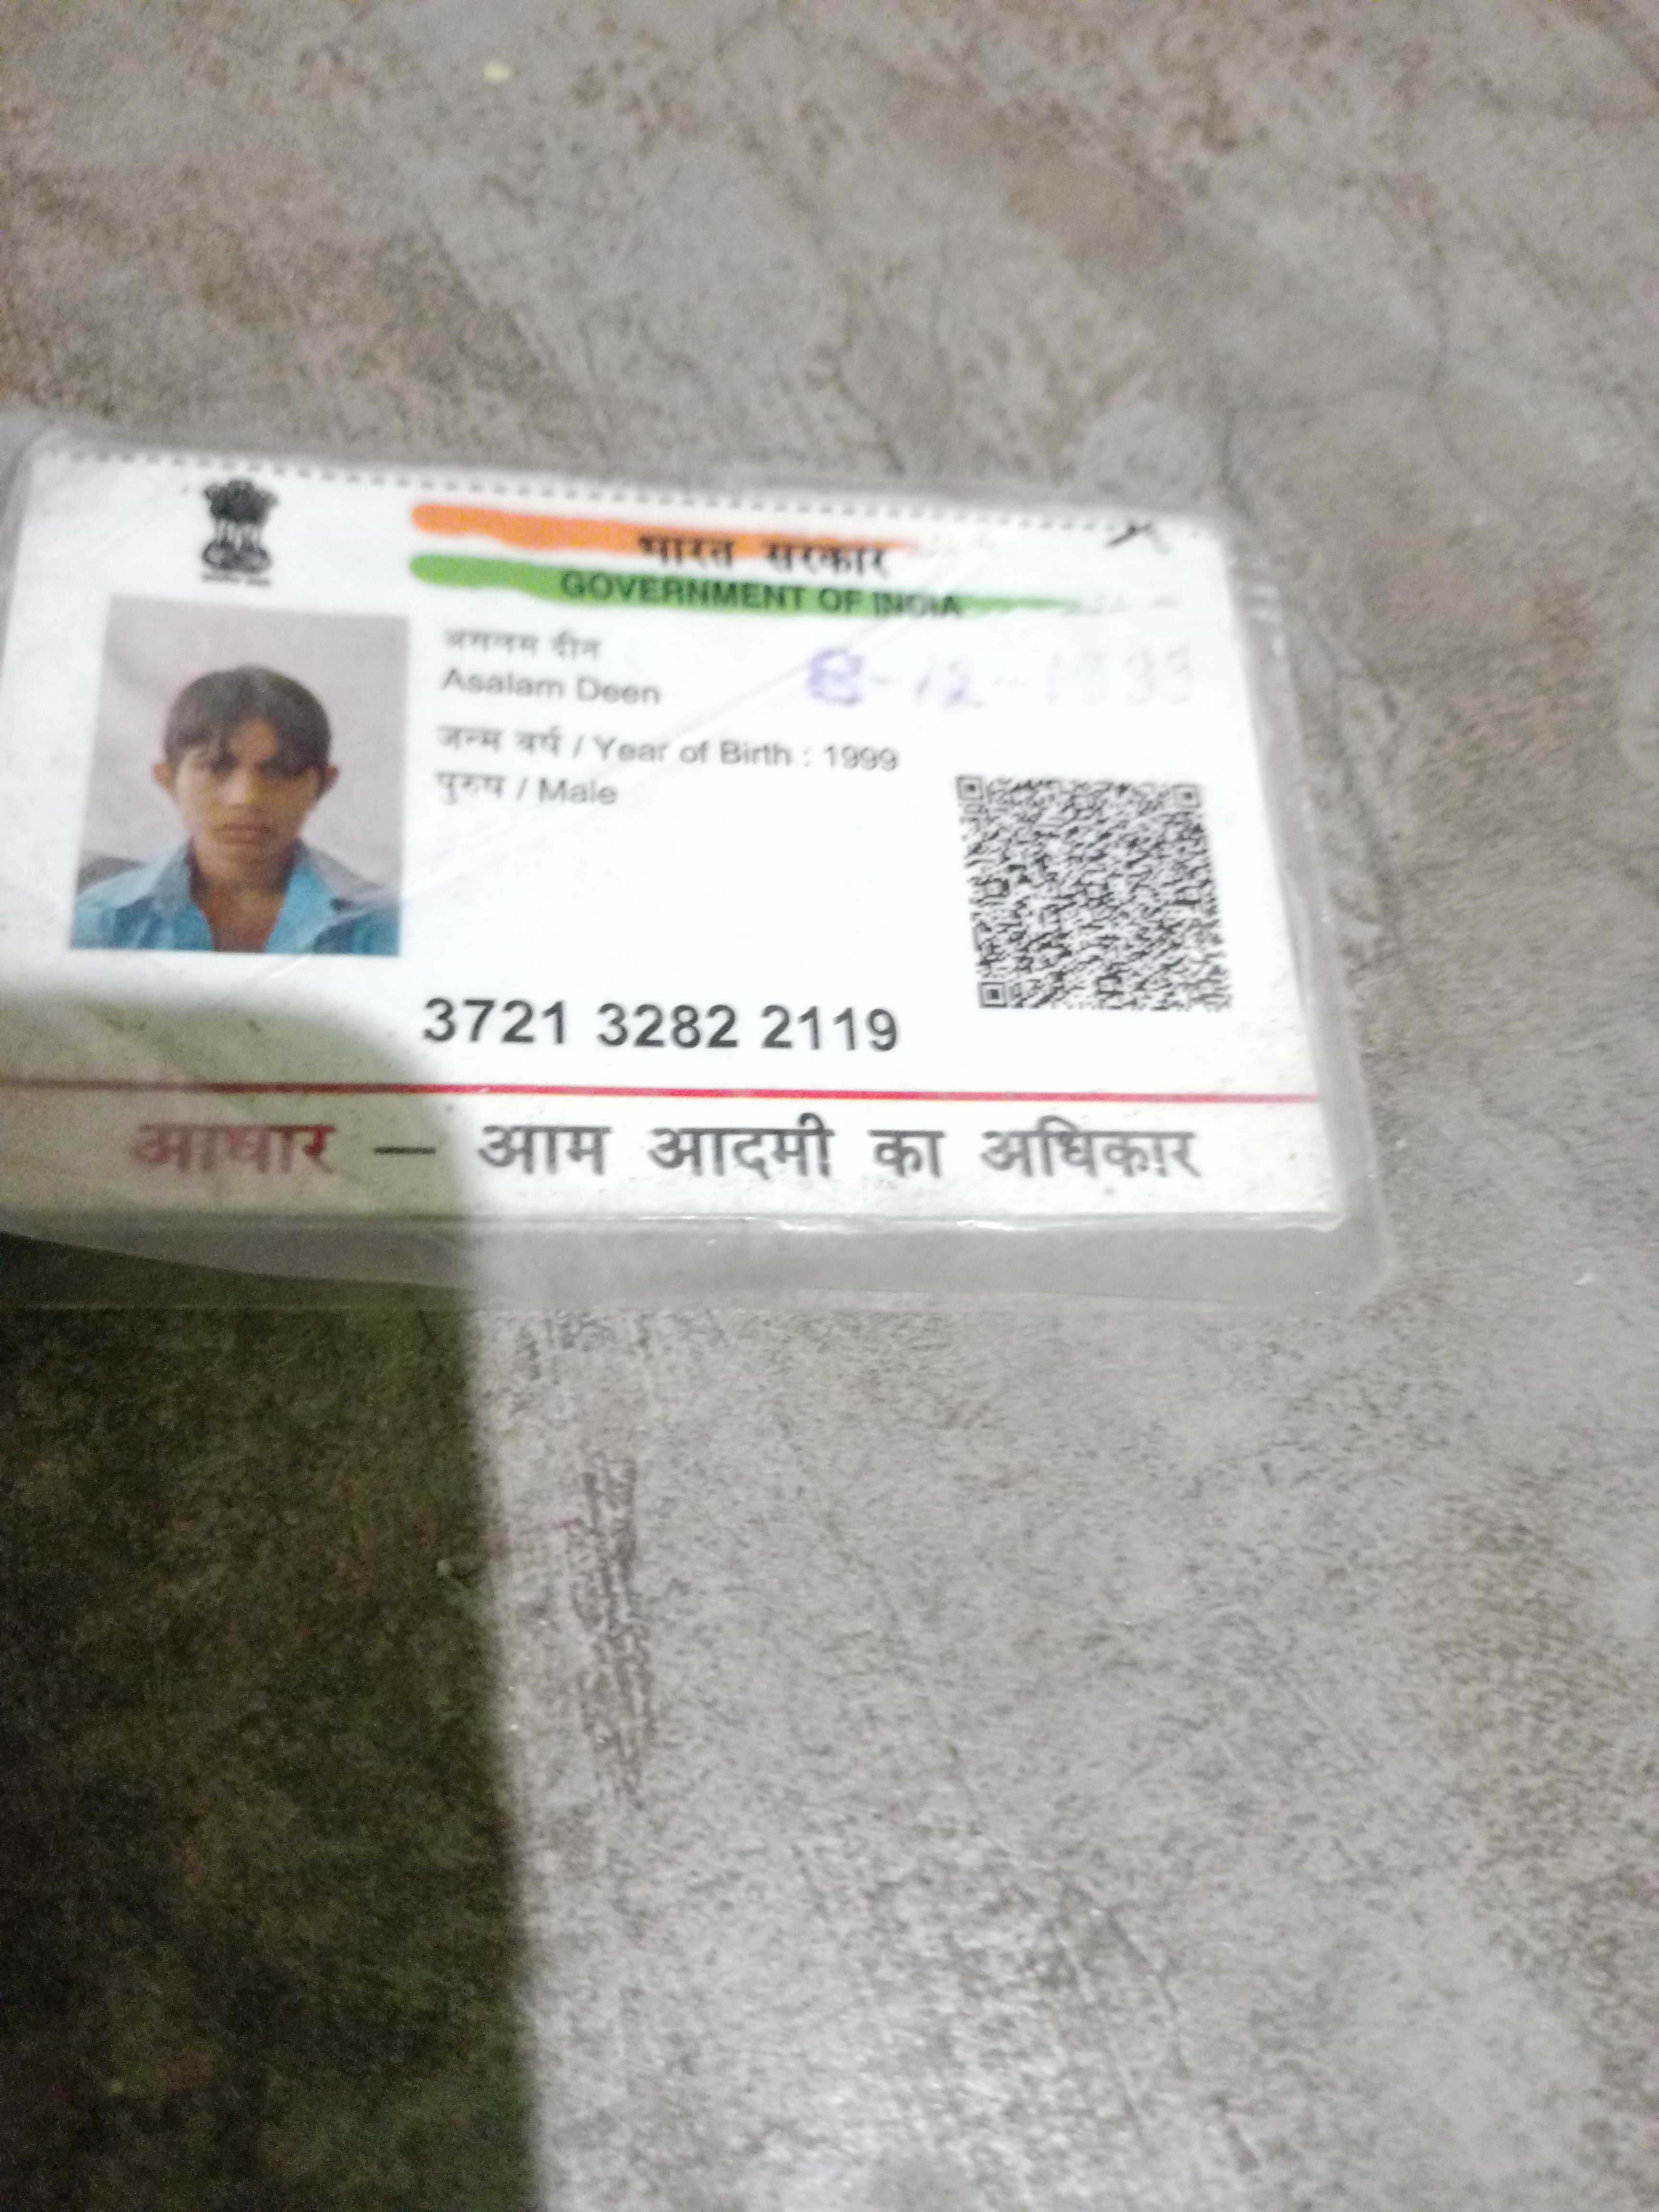 भारत सरकार
GOVERNMENT OF INDIA
असलम दीन
Asalam Deen
8-12-1999
जन्म वर्ष / Year of Birth : 1999
पुरुष / Male
3721 3282 2119
आधार — आम आदमी का अधिकार